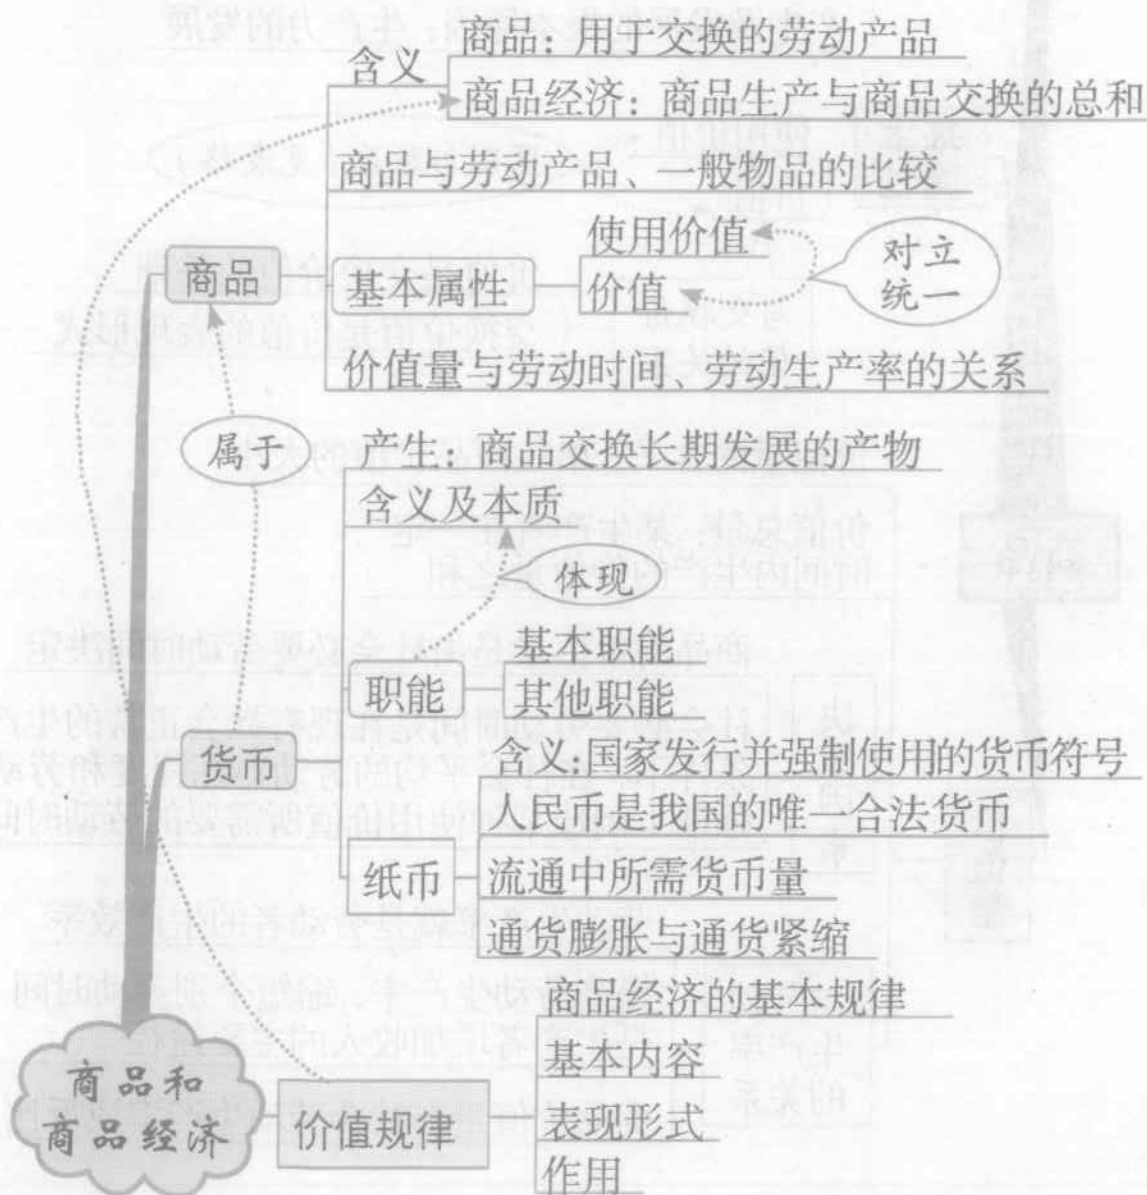 含义
商品：用于交换的劳动产品
商品经济：商品生产与商品交换的总和
商品与劳动产品、一般物品的比较
商品
基本属性
使用价值
价值
对立
统一
价值量与劳动时间、劳动生产率的关系
属于
产生：商品交换长期发展的产物
含义及本质
体现
职能
基本职能
其他职能
货币
纸币
含义：国家发行并强制使用的货币符号
人民币是我国的唯一合法货币
流通中所需货币量
通货膨胀与通货紧缩
商品和
商品经济
价值规律
商品经济的基本规律
基本内容
表现形式
作用